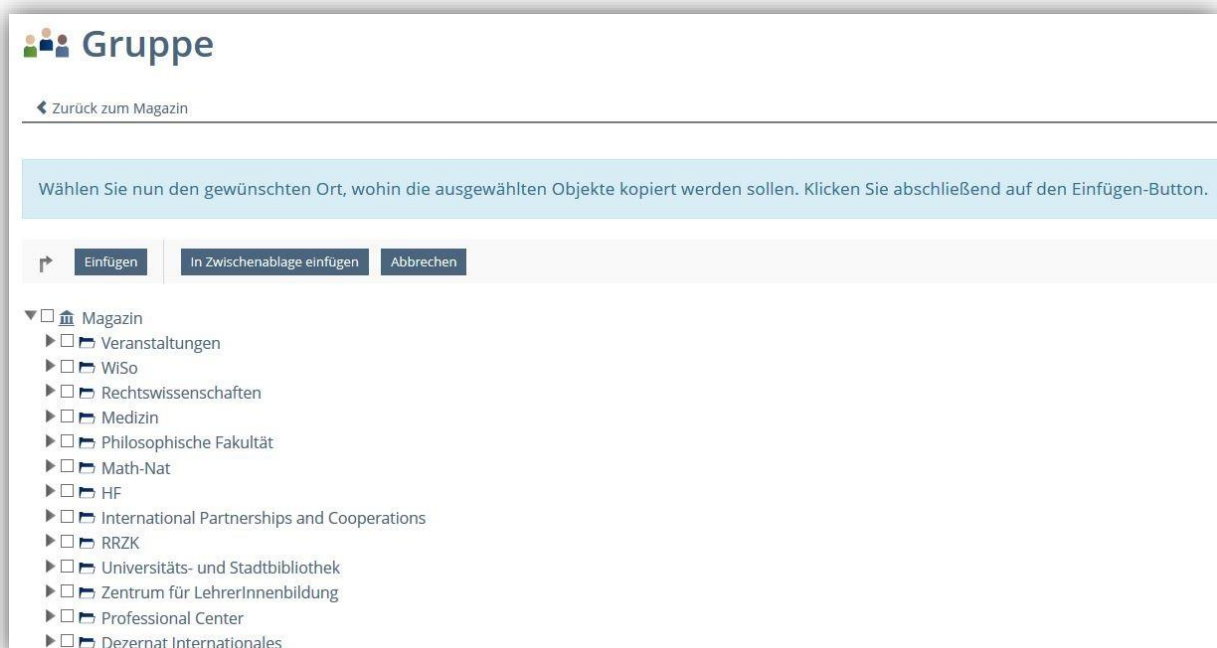 Gruppe
Zurück zum Magazin
Wählen Sie nun den gewünschten Ort, wohin die ausgewählten Objekte kopiert werden sollen. Klicken Sie abschließend auf den Einfügen-Button.
Einfügen In Zwischenablage einfügen Abbrechen
Magazin
Veranstaltungen
WiSo
Rechtswissenschaften
Medizin
Philosophische Fakultät
Math-Nat
HF
International Partnerships and Cooperations
RRZK
Universitäts- und Stadtbibliothek
Zentrum für LehrerInnenbildung
Professional Center
Dezernat Internationales